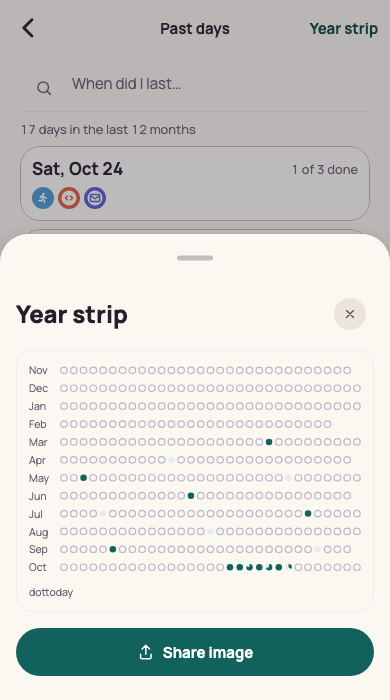 Past days
Year strip
When did I last...
17 days in the last 12 months
Sat, Oct 24
1 of 3 done
Year strip
Nov
Dec
Jan
Feb
Mar
Apr
May
Jun
Jul
Aug
Sep
Oct
dottoday
Share image